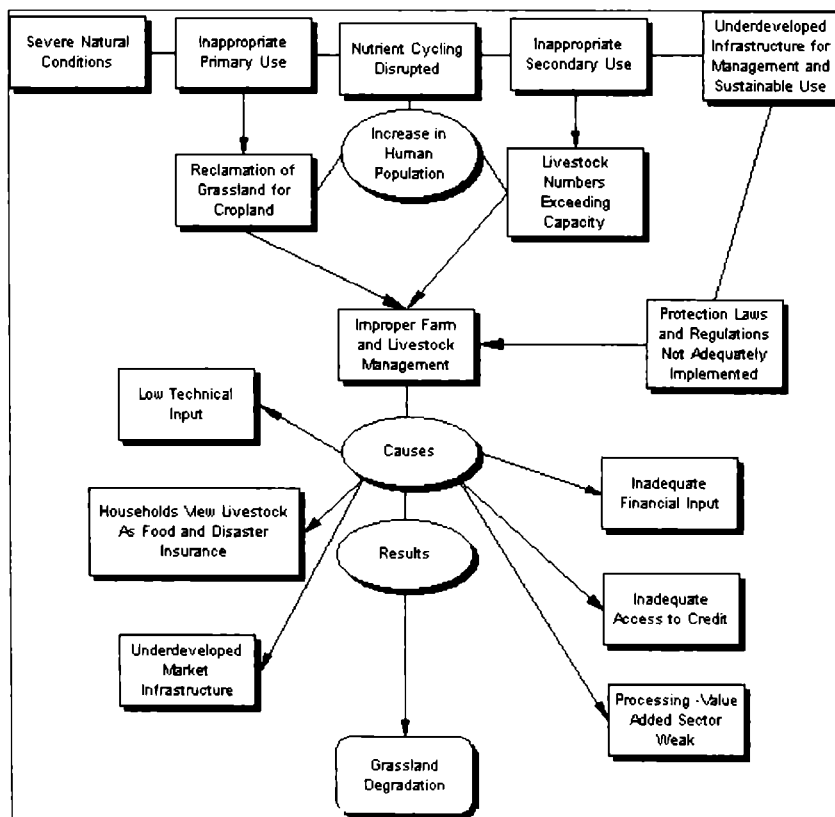 Severe Natural
Conditions
Inappropriate
Primary Use
Nutrient Cycling
Disrupted
Inappropriate
Secondary Use
Underdeveloped
Infrastructure for
Management and
Sustainable Use
Increase in
Human
Population
Reclamation of
Grassland for
Cropland
Livestock
Numbers
Exceeding
Capacity
Improper Farm
and Livestock
Management
Protection Laws
and Regulations
Not Adequately
Implemented
Low Technical
Input
Causes
Inadequate
Financial Input
Households View Livestock
As Food and Disaster
Insurance
Results
Inadequate
Access to Credit
Underdeveloped
Market
Infrastructure
Processing -Value
Added Sector
Weak
Grassland
Degradation